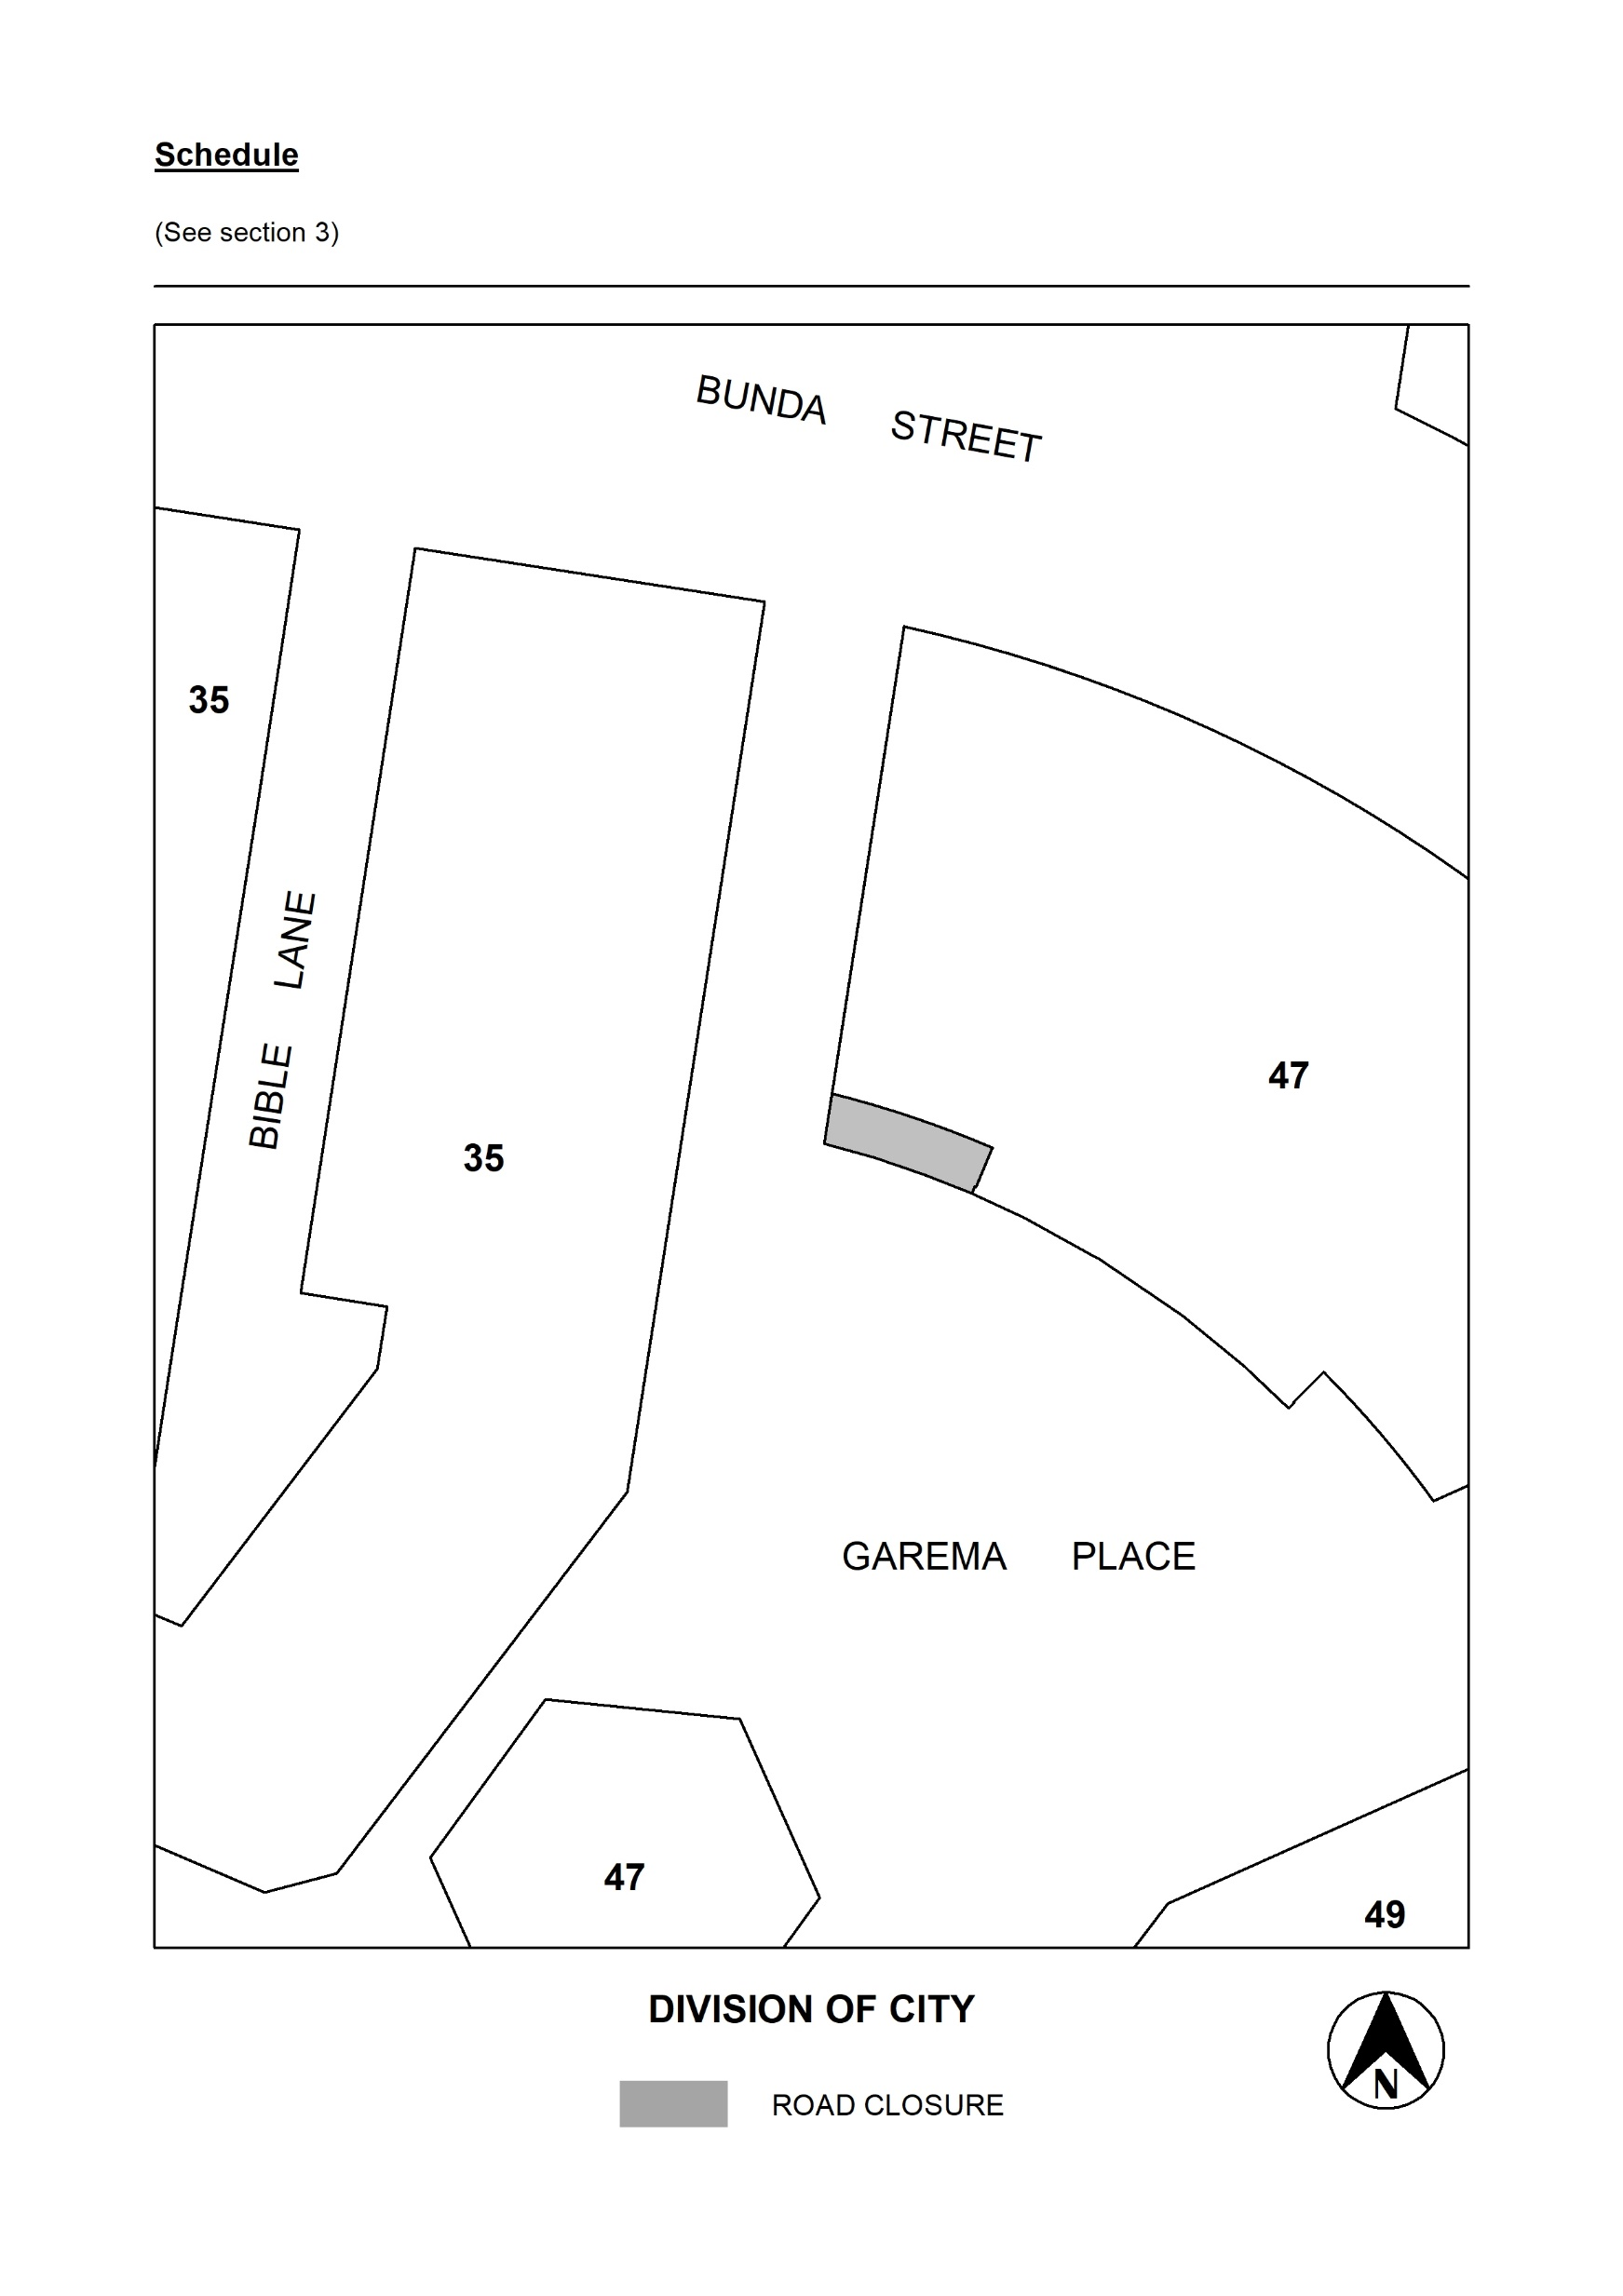 Schedule
(See section 3)
BUNDA STREET
35
BIBLE LANE
47
35
GAREMA PLACE
47
49
DIVISION OF CITY
ROAD CLOSURE
N